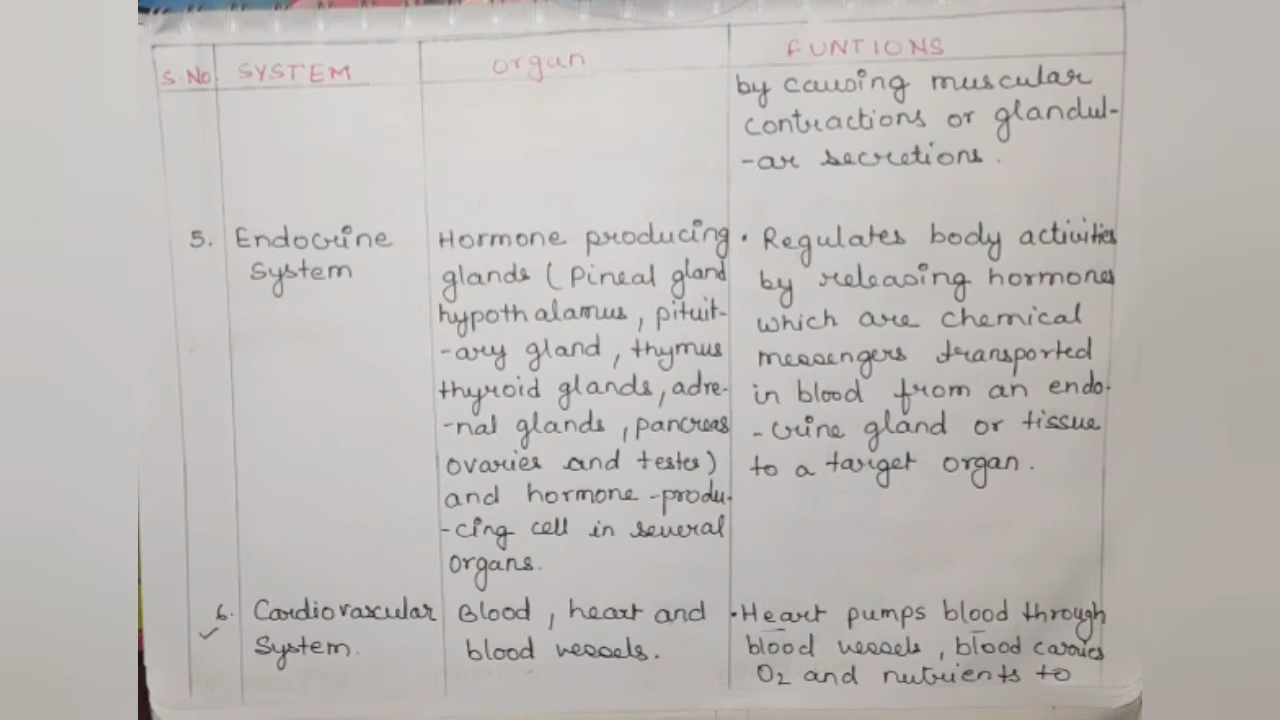 S.No SYSTEM organ FUNTIONS
by causing muscular
contractions or glandul-
-ar secretions.
5. Endocrine System
Hormone producing
glands (Pineal gland
hypothalamus, pituit-
-ary gland, thymus
thyroid glands, adre-
-nal glands, pancreas
ovaries and testes)
and hormone-produ-
-cing cell in several
organs.
• Regulates body activities
by releasing hormones
which are chemical
messengers transported
in blood from an endo-
-crine gland or tissue
to a target organ.
6. Cardiovascular
System.
Blood, heart and
blood vessels.
• Heart pumps blood through
blood vessels, blood carries
O2 and nutrients to